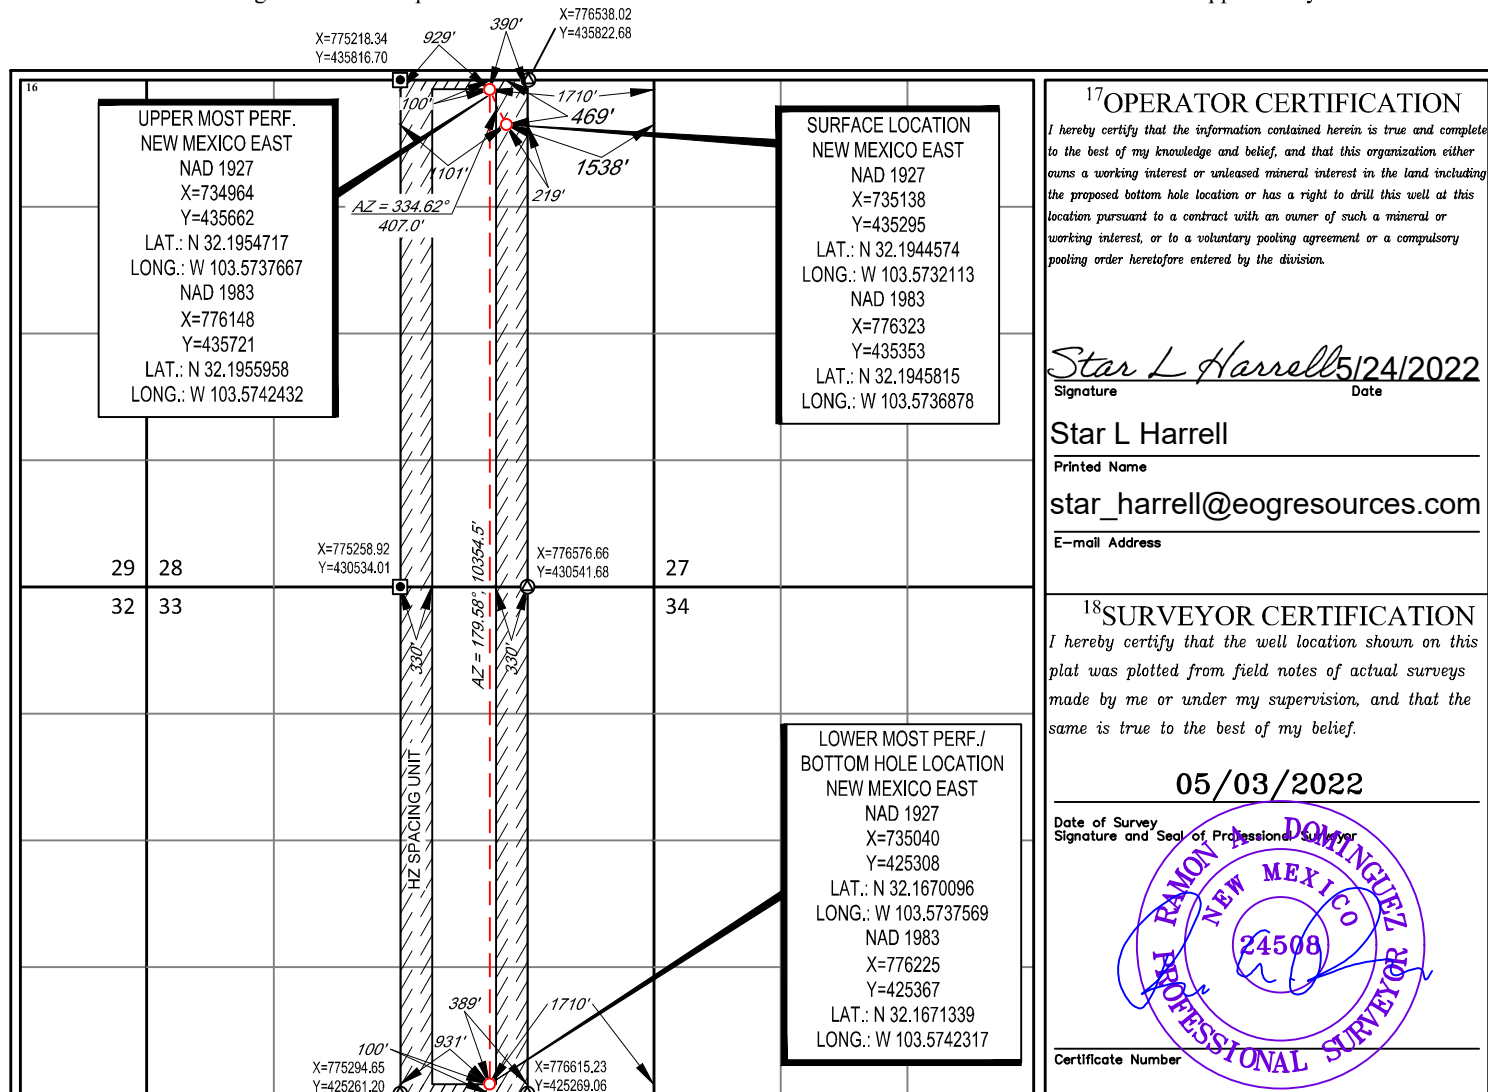 X=776538.02
Y=435822.68
390'
929'
X=775218.34
Y=435816.70
16
100'
1710'
469'
1538'
1101'
219'
AZ = 334.62°
407.0'
UPPER MOST PERF.
NEW MEXICO EAST
NAD 1927
X=734964
Y=435662
LAT.: N 32.1954717
LONG.: W 103.5737667
NAD 1983
X=776148
Y=435721
LAT.: N 32.1955958
LONG.: W 103.5742432
SURFACE LOCATION
NEW MEXICO EAST
NAD 1927
X=735138
Y=435295
LAT.: N 32.1944574
LONG.: W 103.5732113
NAD 1983
X=776323
Y=435353
LAT.: N 32.1945815
LONG.: W 103.5736878
X=775258.92
Y=430534.01
X=776576.66
Y=430541.68
29 28
27
32 33
34
330'
330'
AZ = 179.58°, 10354.5'
HZ SPACING UNIT
LOWER MOST PERF./
BOTTOM HOLE LOCATION
NEW MEXICO EAST
NAD 1927
X=735040
Y=425308
LAT.: N 32.1670096
LONG.: W 103.5737569
NAD 1983
X=776225
Y=425367
LAT.: N 32.1671339
LONG.: W 103.5742317
389'
1710'
100'
931'
X=775294.65
Y=425261.20
X=776615.23
Y=425269.06
17OPERATOR CERTIFICATION
I hereby certify that the information contained herein is true and complete
to the best of my knowledge and belief, and that this organization either
owns a working interest or unleased mineral interest in the land including
the proposed bottom hole location or has a right to drill this well at this
location pursuant to a contract with an owner of such a mineral or
working interest, or to a voluntary pooling agreement or a compulsory
pooling order heretofore entered by the division.
Star L Harrell 5/24/2022
Signature Date
Star L Harrell
Printed Name
star_harrell@eogresources.com
E-mail Address
18SURVEYOR CERTIFICATION
I hereby certify that the well location shown on this
plat was plotted from field notes of actual surveys
made by me or under my supervision, and that the
same is true to the best of my belief.
05/03/2022
Date of Survey
Signature and Seal of Professional Surveyor
RAMON A. DOMINGUEZ
NEW MEXICO
24508
PROFESSIONAL SURVEYOR
Certificate Number